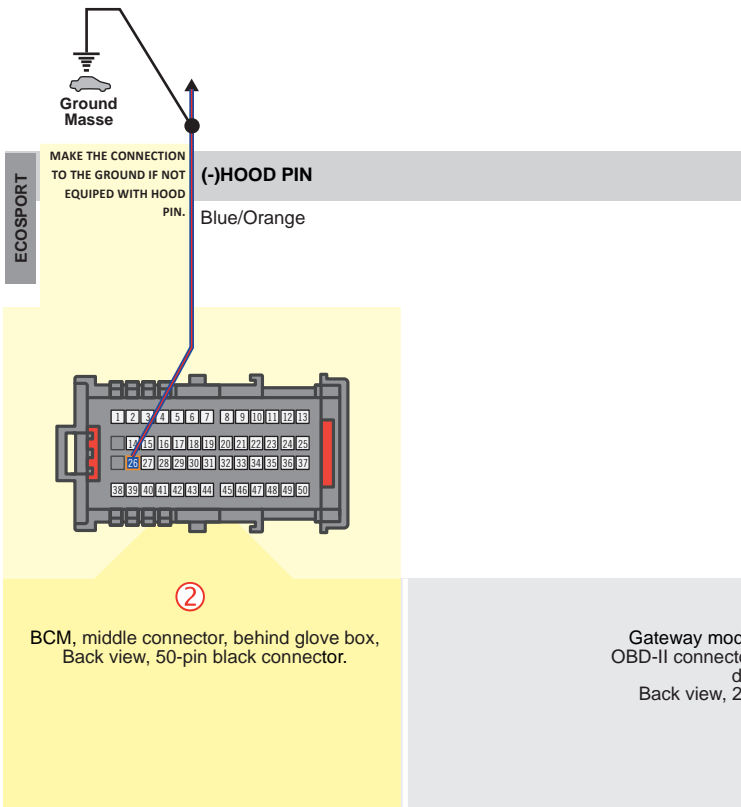 Ground
Masse
MAKE THE CONNECTION
TO THE GROUND IF NOT
EQUIPED WITH HOOD
PIN.
ECOSPORT
(-)HOOD PIN
Blue/Orange
1 2 3 4 5 6 7 8 9 10 11 12 13
14 15 16 17 18 19 20 21 22 23 24 25
26 27 28 29 30 31 32 33 34 35 36 37
38 39 40 41 42 43 44 45 46 47 48 49 50
2
BCM, middle connector, behind glove box,
Back view, 50-pin black connector.
Gateway mod
OBD-II connecto
d
Back view, 2